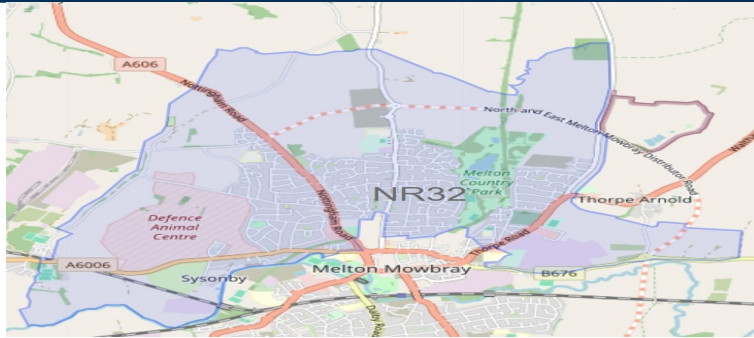 A606
Nottingham Road
North and East Melton Mowbray Distributor Road
Melton
Country
Park
NR32
Nottingham Road
Defence
Animal
Centre
Thorpe Arnold
Thorpe Road
A6006
Sysonby
Melton Mowbray
B676